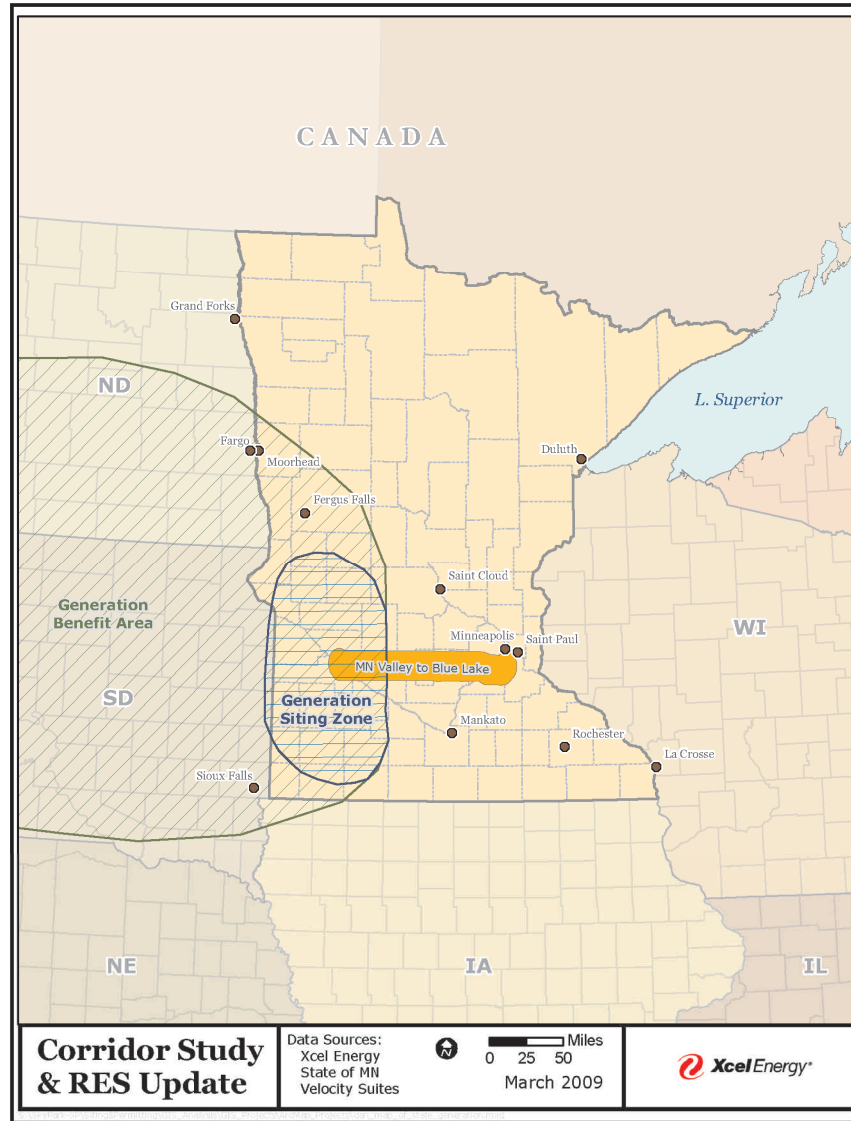 CANADA
Grand Forks
ND
L. Superior
Fargo
Moorhead
Duluth
Fergus Falls
Saint Cloud
Generation
Benefit Area
Minneapolis
Saint Paul
WI
MN Valley to Blue Lake
SD
Generation
Siting Zone
Mankato
Rochester
La Crosse
Sioux Falls
NE
IA
IL
Corridor Study
& RES Update
Data Sources:
Xcel Energy
State of MN
Velocity Suites
N
Miles
0 25 50
March 2009
Xcel Energy®